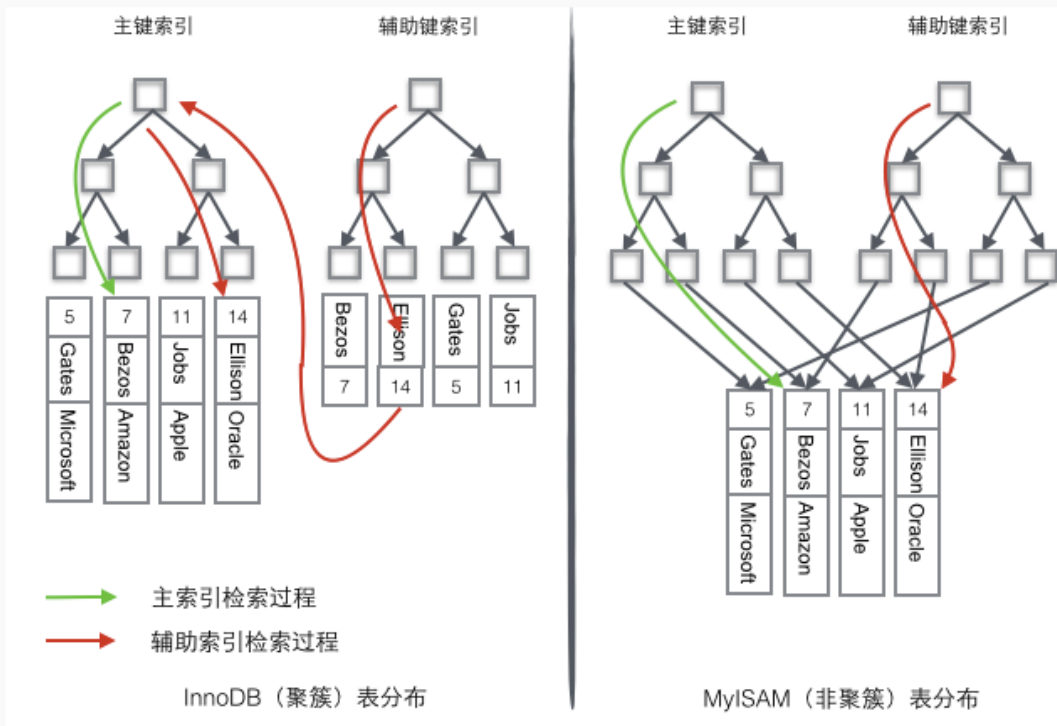 主键索引
辅助键索引
5 7 11 14
Gates Bezos Jobs Ellison
Microsoft Amazon Apple Oracle
Bezos Ellison Gates Jobs
7 14 5 11
主索引检索过程
辅助索引检索过程
InnoDB（聚簇）表分布
主键索引
辅助键索引
5 7 11 14
Gates Bezos Jobs Ellison
Microsoft Amazon Apple Oracle
MyISAM（非聚簇）表分布